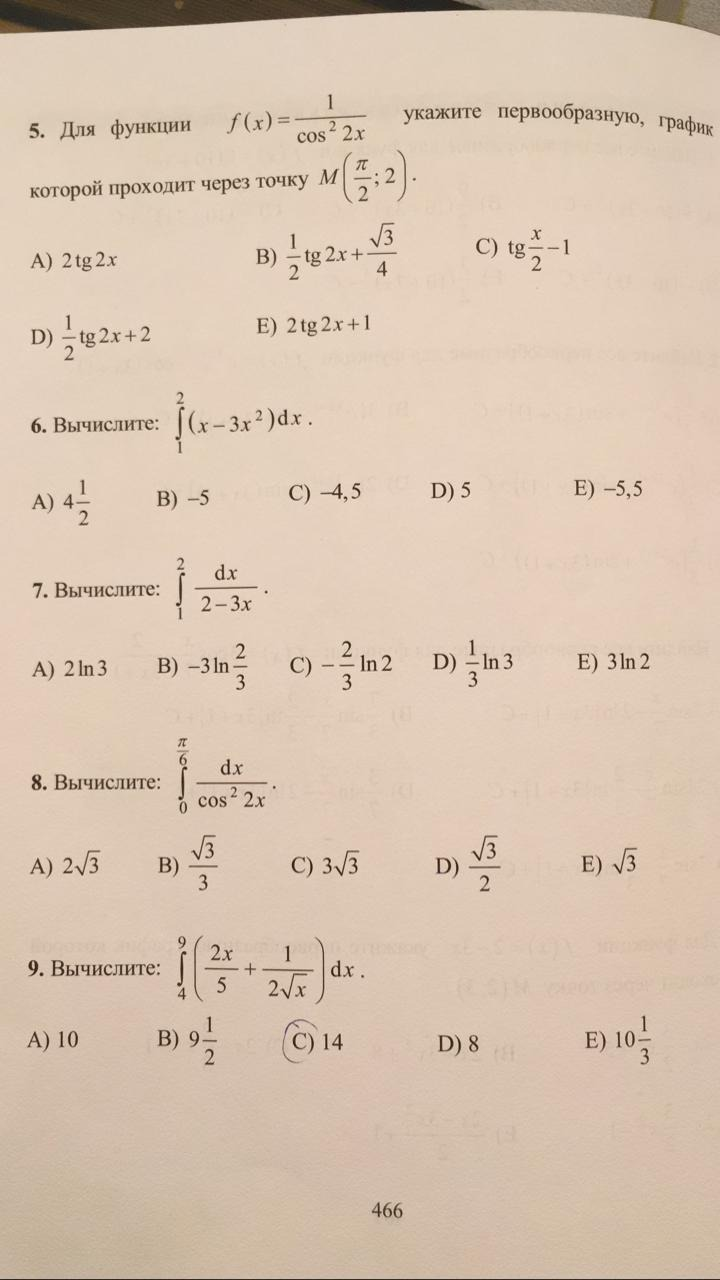 5. Для функции f(x) = 1/cos² 2x укажите первообразную, график
которой проходит через точку M(π/2; 2).
A) 2 tg 2x B) 1/2 tg 2x + √3/4 C) tg x/2 − 1
D) 1/2 tg 2x + 2 E) 2 tg 2x + 1
6. Вычислите: ∫₁² (x − 3x²)dx .
A) 4 1/2 B) −5 C) −4,5 D) 5 E) −5,5
7. Вычислите: ∫₁² dx/(2 − 3x) .
A) 2 ln 3 B) −3 ln 2/3 C) −2/3 ln 2 D) 1/3 ln 3 E) 3 ln 2
8. Вычислите: ∫₀^(π/6) dx/cos² 2x .
A) 2√3 B) √3/3 C) 3√3 D) √3/2 E) √3
9. Вычислите: ∫₄⁹ (2x/5 + 1/(2√x)) dx .
A) 10 B) 9 1/2 C) 14 D) 8 E) 10 1/3
466